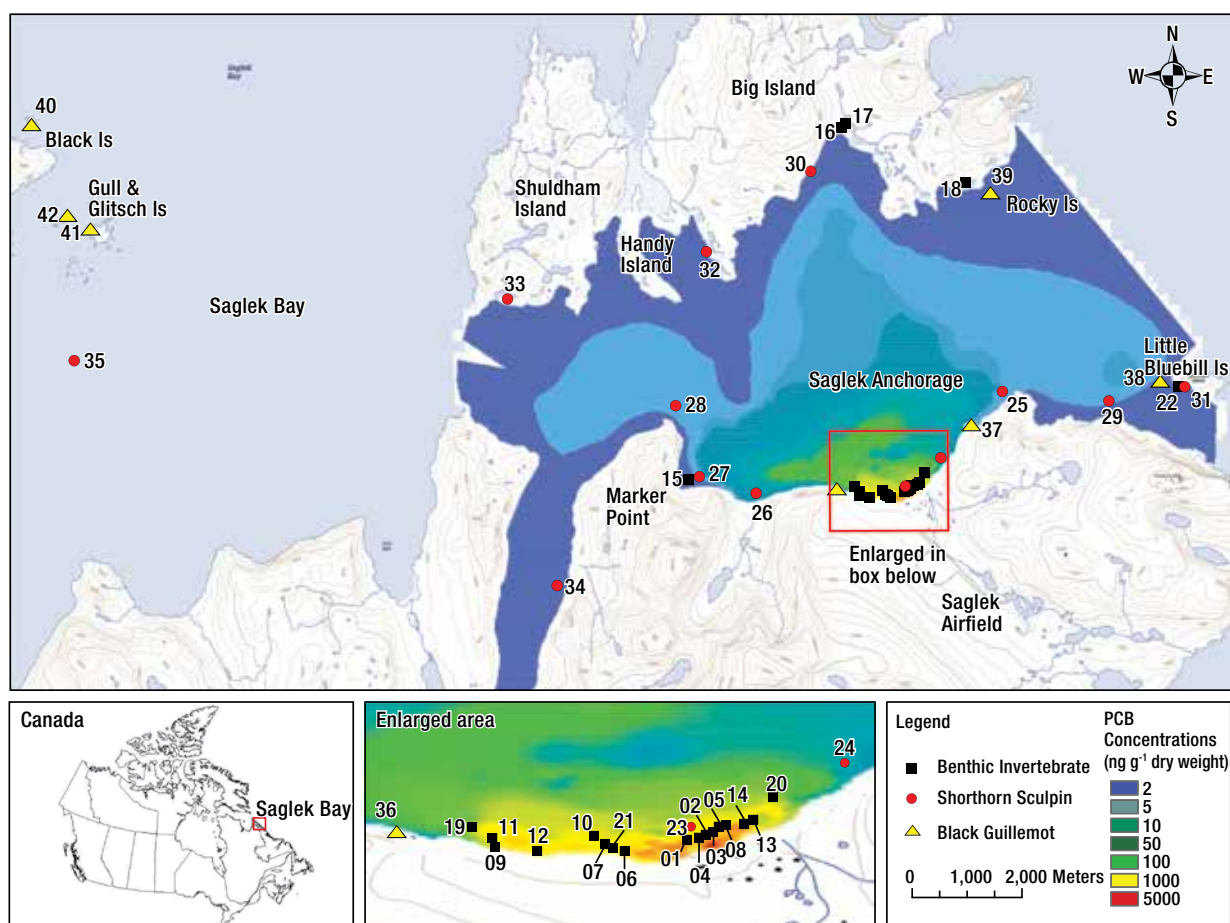 N
W E
S
40
Black Is
Saglek
Bay
Big Island
17
16
30
Gull &
Glitsch Is
42
41
Shuldham
Island
18
39
Rocky Is
Handy
Island
32
33
Saglek Bay
35
Saglek Anchorage
Little
Bluebill Is
38
22
31
25
29
28
37
15
27
Marker
Point
26
34
Enlarged in
box below
Saglek
Airfield
Canada
Saglek Bay
Enlarged area
24
36
19
11
09
12
10
21
07
06
02
05
14
20
23
01
04
03
08
13
Legend
Benthic Invertebrate
Shorthorn Sculpin
Black Guillemot
0 1,000 2,000 Meters
PCB
Concentrations
(ng g⁻¹ dry weight)
2
5
10
50
100
1000
5000